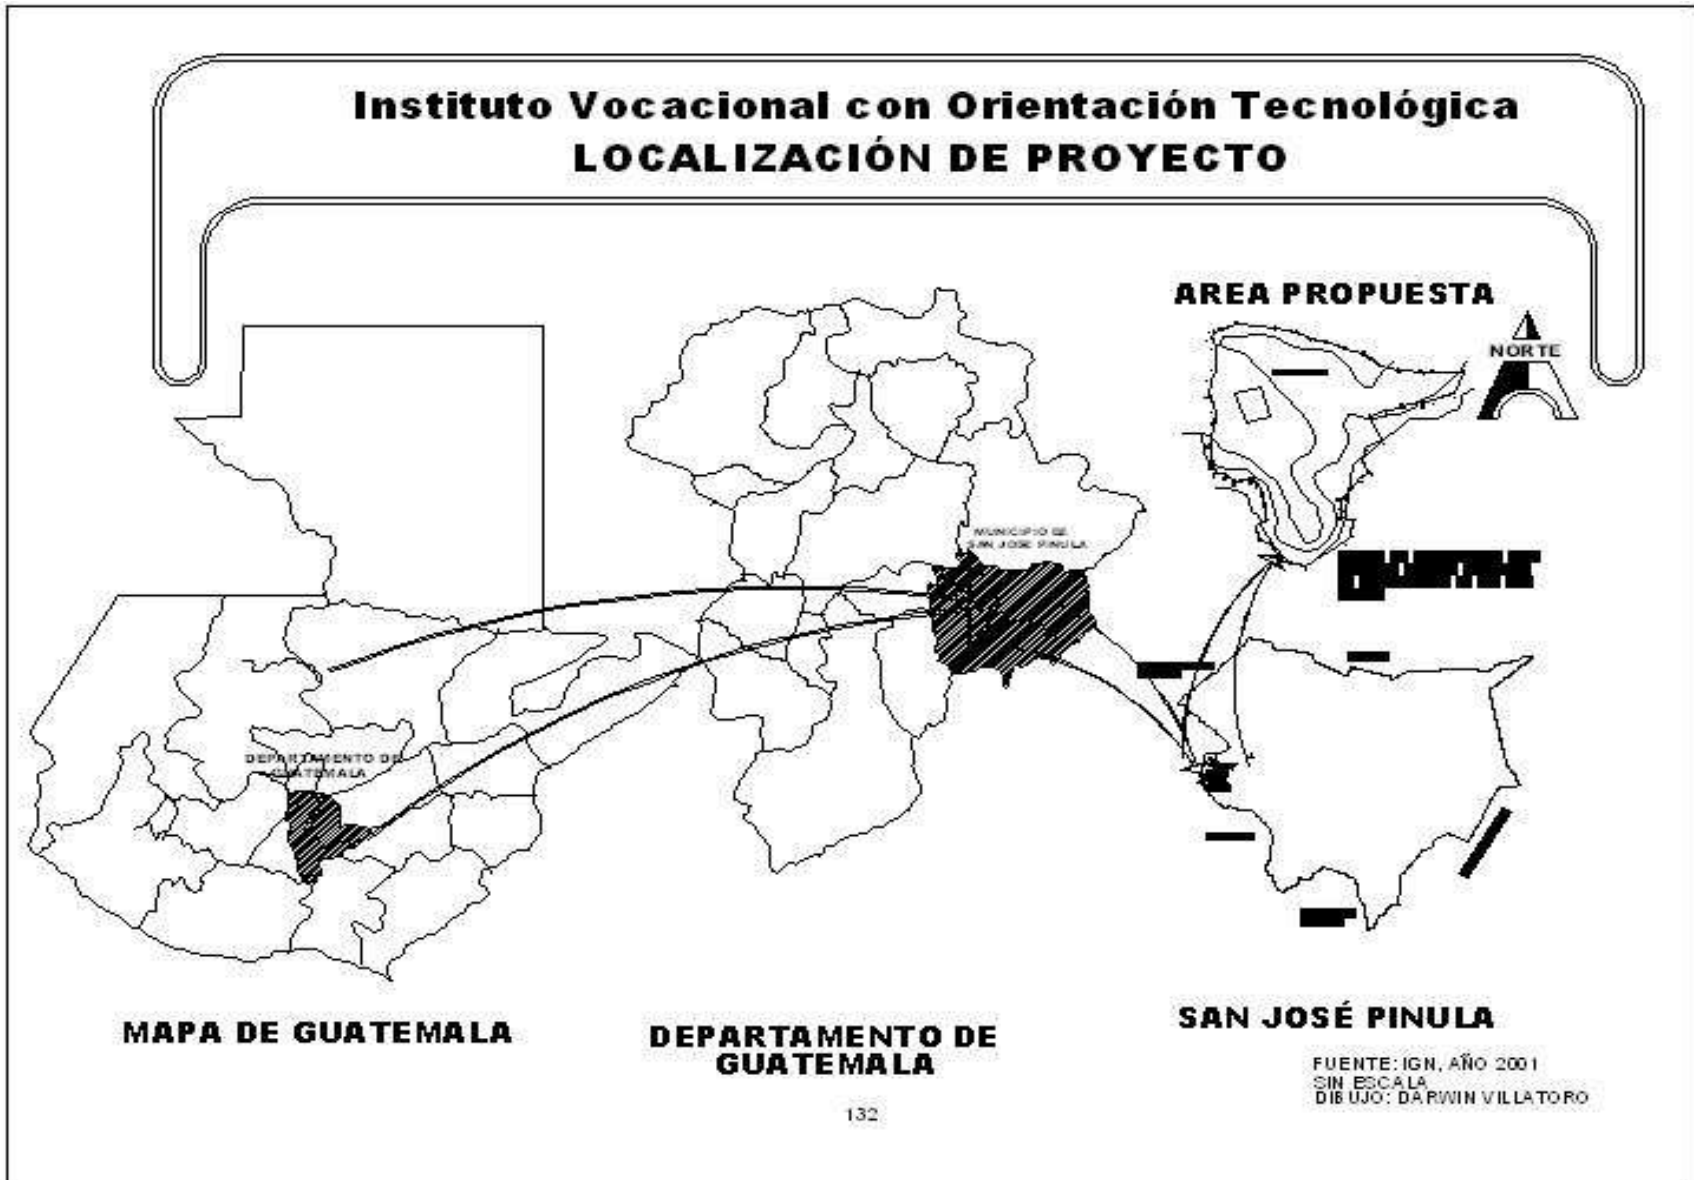 Instituto Vocacional con Orientación Tecnológica
LOCALIZACIÓN DE PROYECTO
AREA PROPUESTA
NORTE
MUNICIPIO DE
SAN JOSE PINULA
DEPARTAMENTO DE
GUATEMALA
MAPA DE GUATEMALA
DEPARTAMENTO DE
GUATEMALA
SAN JOSÉ PINULA
FUENTE: IGN, AÑO 2001
SIN ESCALA
DIBUJO: DARWIN VILLATORO
132